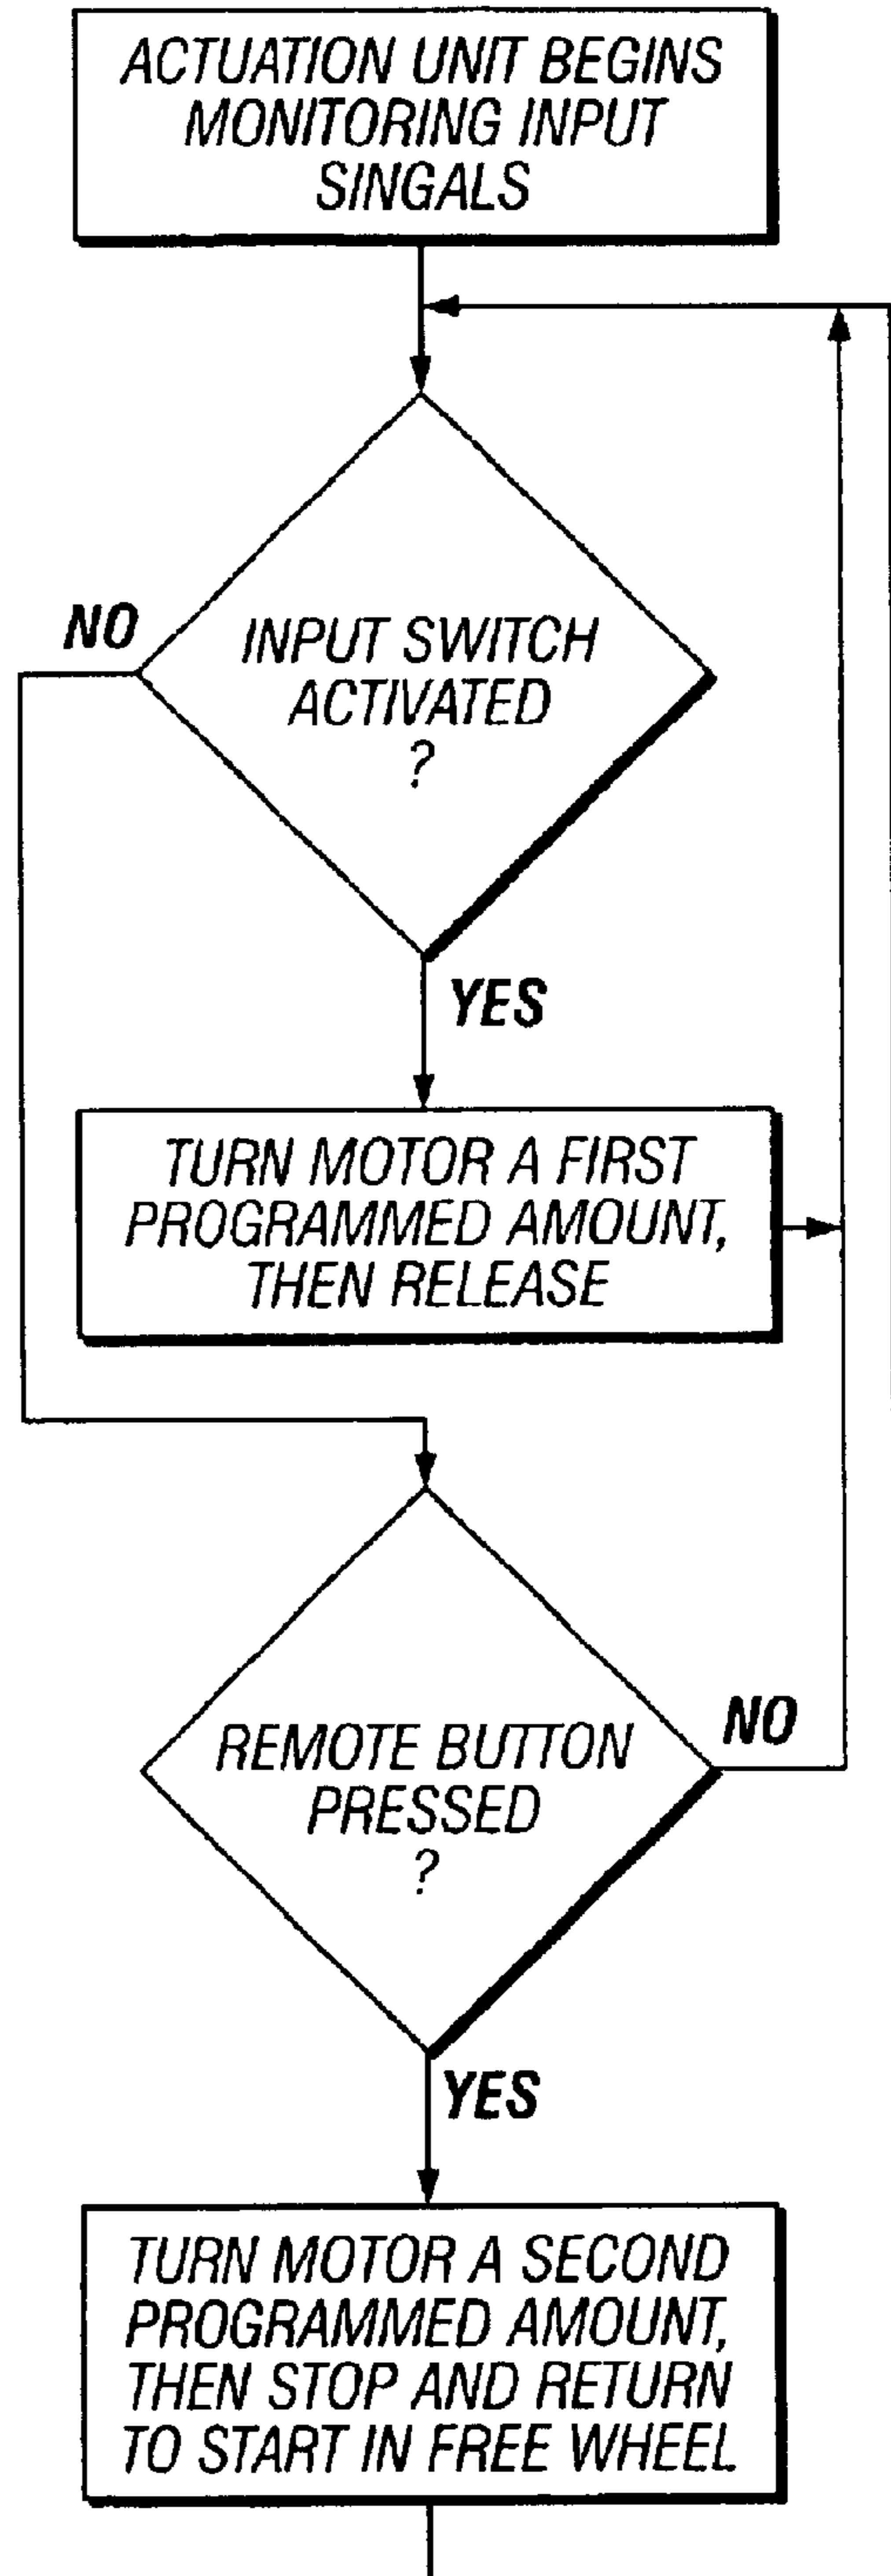 ACTUATION UNIT BEGINS
MONITORING INPUT
SINGALS
NO
INPUT SWITCH
ACTIVATED
?
YES
TURN MOTOR A FIRST
PROGRAMMED AMOUNT,
THEN RELEASE
NO
REMOTE BUTTON
PRESSED
?
YES
TURN MOTOR A SECOND
PROGRAMMED AMOUNT,
THEN STOP AND RETURN
TO START IN FREE WHEEL